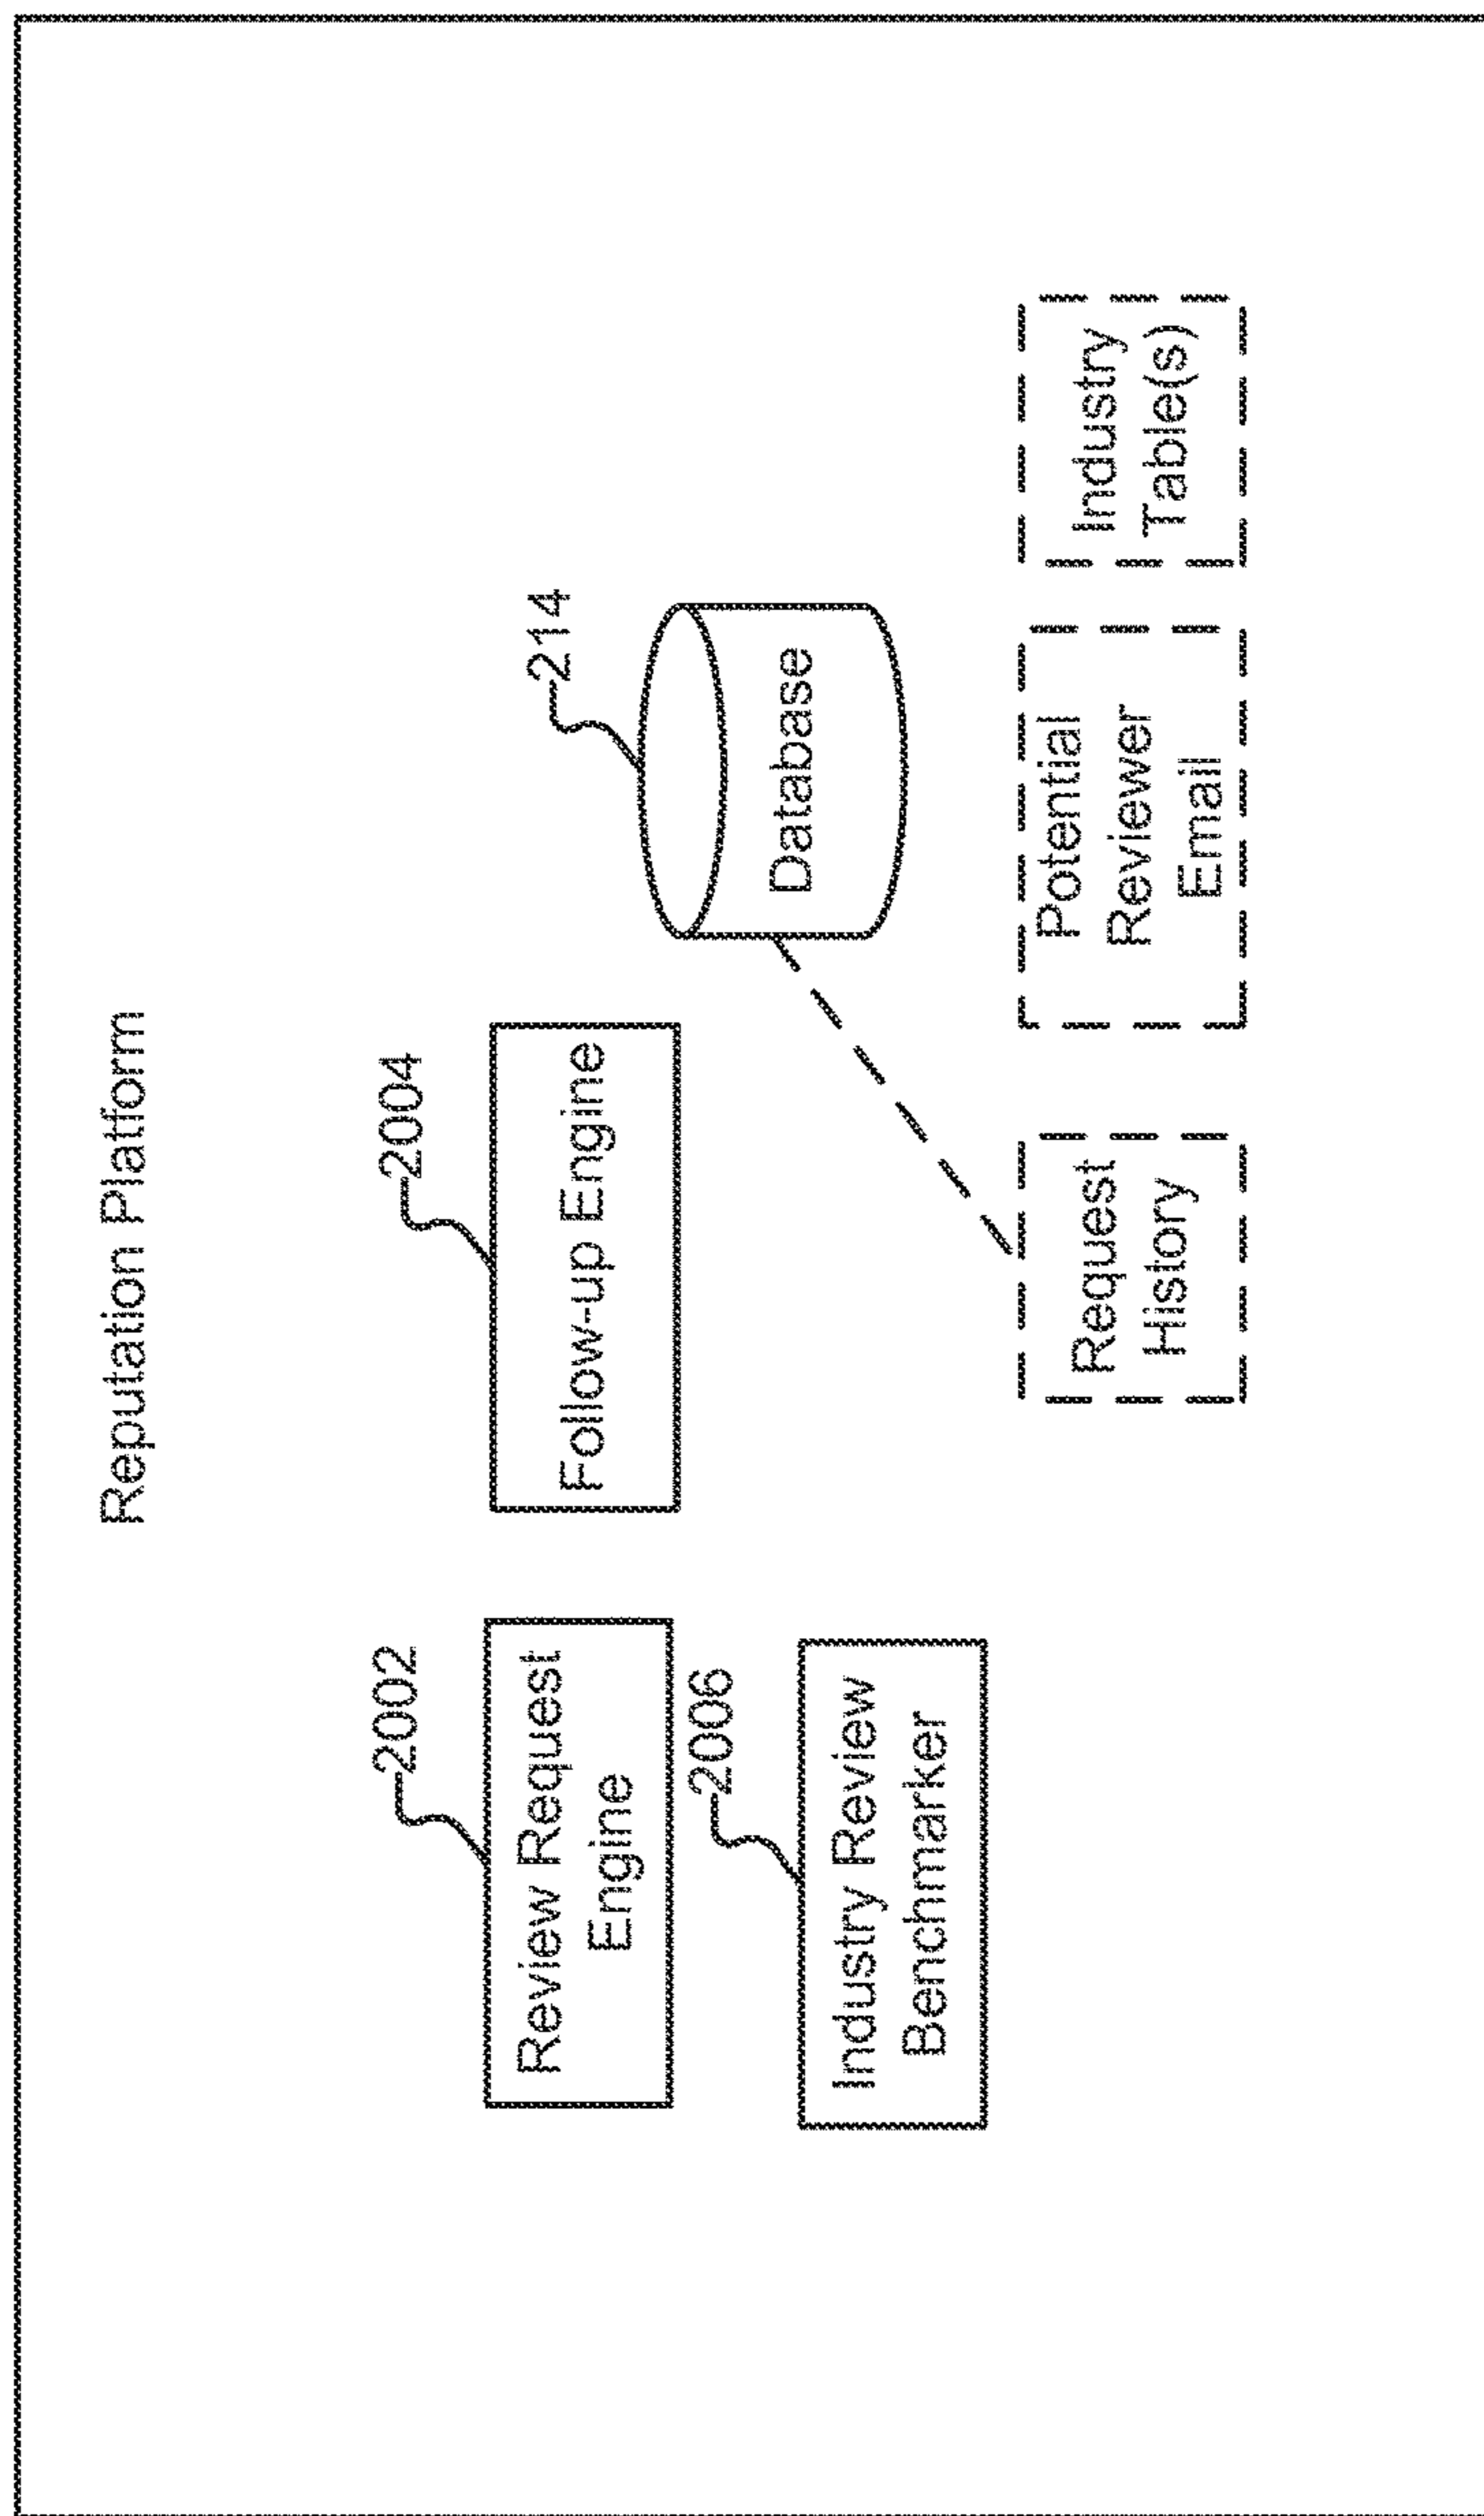 Reputation Platform
2002
Review Request
Engine
2004
Follow-up Engine
2006
Industry Review
Benchmarker
214
Database
Request
History
Potential
Reviewer
Email
Industry
Table(s)